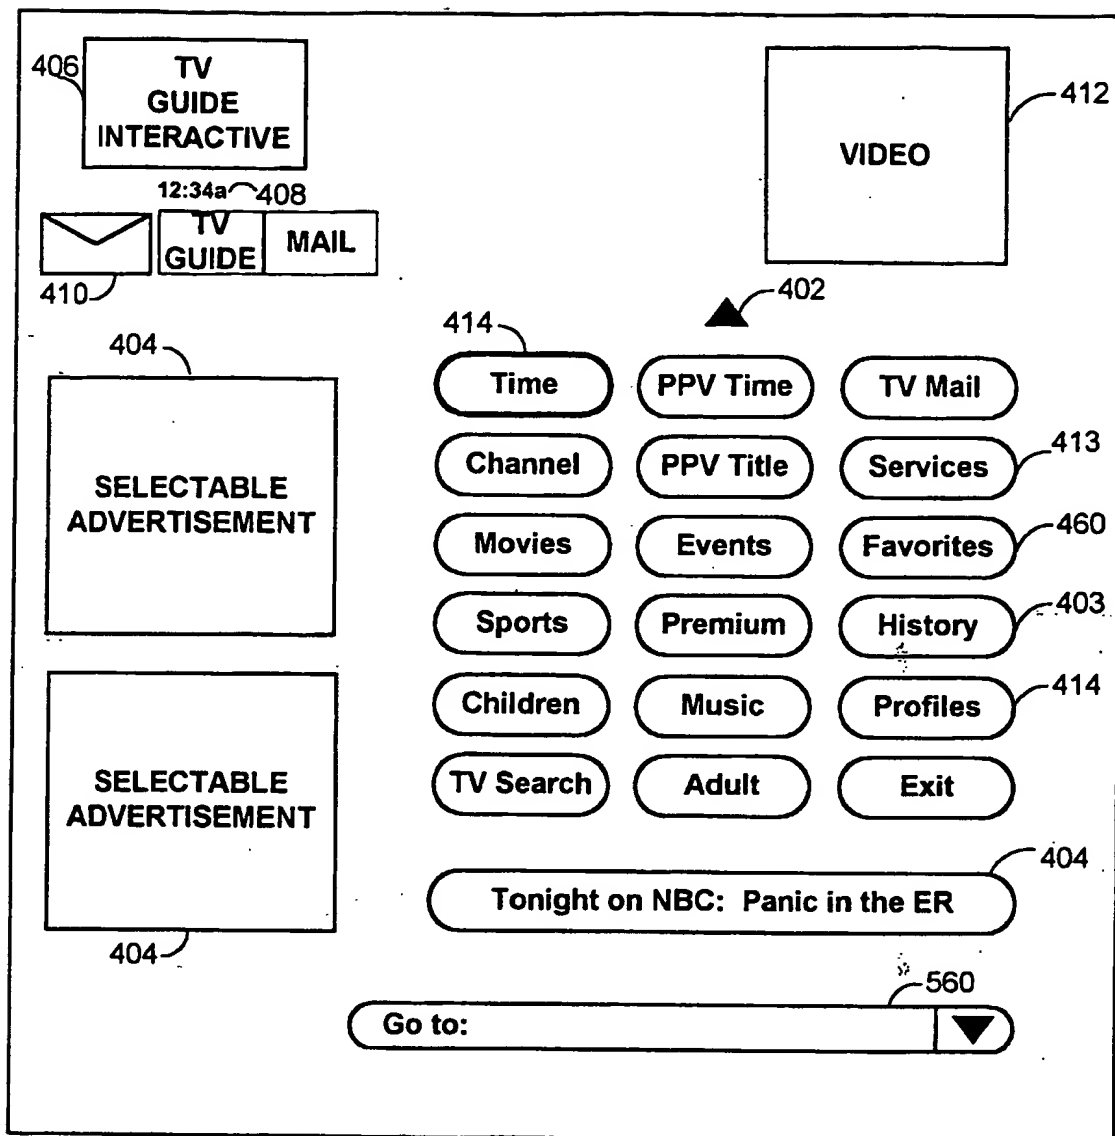 406
TV
GUIDE
INTERACTIVE
VIDEO
412
12:34a
408
TV
GUIDE
MAIL
410
402
404
414
Time
PPV Time
TV Mail
Channel
PPV Title
Services
413
SELECTABLE
ADVERTISEMENT
Movies
Events
Favorites
460
Sports
Premium
History
403
Children
Music
Profiles
414
SELECTABLE
ADVERTISEMENT
TV Search
Adult
Exit
404
Tonight on NBC: Panic in the ER
404
560
Go to: